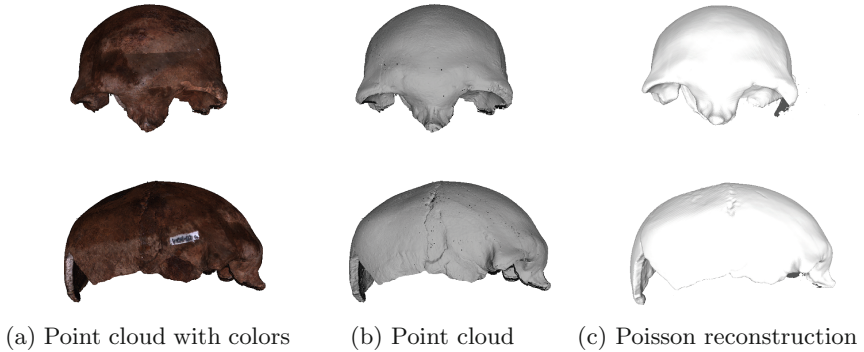 (a) Point cloud with colors
(b) Point cloud
(c) Poisson reconstruction